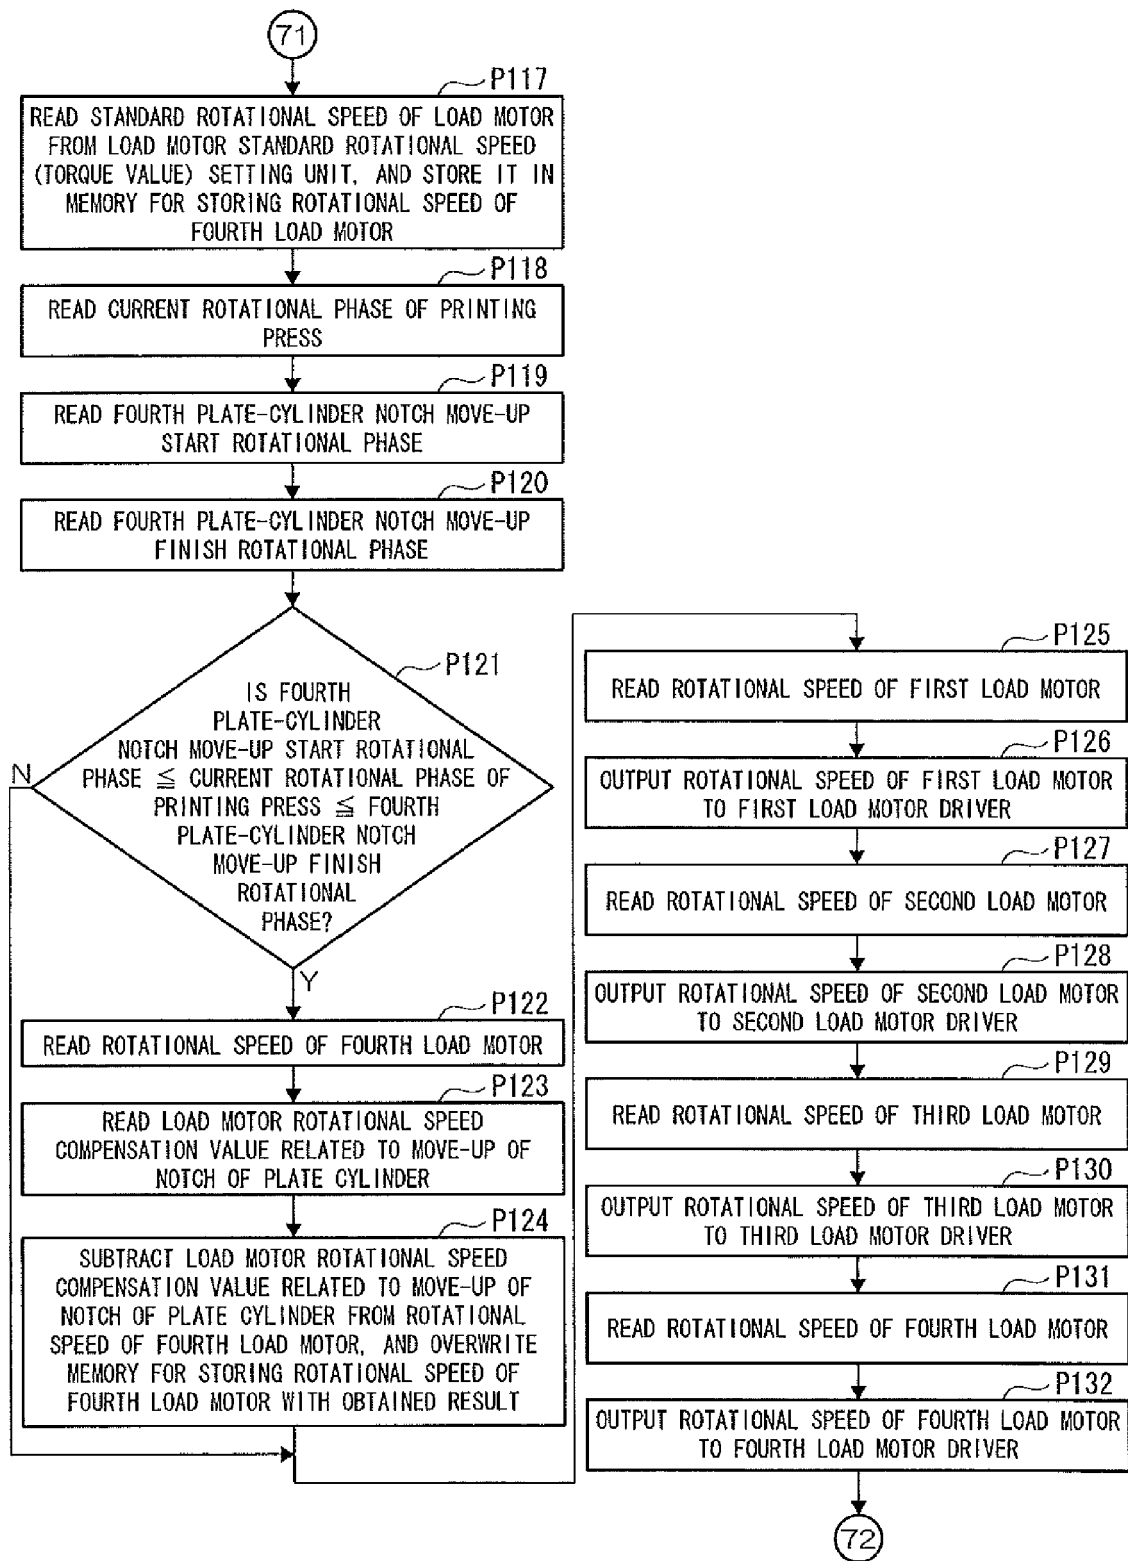 71
P117
READ STANDARD ROTATIONAL SPEED OF LOAD MOTOR
FROM LOAD MOTOR STANDARD ROTATIONAL SPEED
(TORQUE VALUE) SETTING UNIT, AND STORE IT IN
MEMORY FOR STORING ROTATIONAL SPEED OF
FOURTH LOAD MOTOR
P118
READ CURRENT ROTATIONAL PHASE OF PRINTING
PRESS
P119
READ FOURTH PLATE-CYLINDER NOTCH MOVE-UP
START ROTATIONAL PHASE
P120
READ FOURTH PLATE-CYLINDER NOTCH MOVE-UP
FINISH ROTATIONAL PHASE
P121
IS FOURTH
PLATE-CYLINDER
NOTCH MOVE-UP START ROTATIONAL
PHASE ≦ CURRENT ROTATIONAL PHASE OF
PRINTING PRESS ≦ FOURTH
PLATE-CYLINDER NOTCH
MOVE-UP FINISH
ROTATIONAL
PHASE?
N
Y
P122
READ ROTATIONAL SPEED OF FOURTH LOAD MOTOR
P123
READ LOAD MOTOR ROTATIONAL SPEED
COMPENSATION VALUE RELATED TO MOVE-UP OF
NOTCH OF PLATE CYLINDER
P124
SUBTRACT LOAD MOTOR ROTATIONAL SPEED
COMPENSATION VALUE RELATED TO MOVE-UP OF
NOTCH OF PLATE CYLINDER FROM ROTATIONAL
SPEED OF FOURTH LOAD MOTOR, AND OVERWRITE
MEMORY FOR STORING ROTATIONAL SPEED OF
FOURTH LOAD MOTOR WITH OBTAINED RESULT
P125
READ ROTATIONAL SPEED OF FIRST LOAD MOTOR
P126
OUTPUT ROTATIONAL SPEED OF FIRST LOAD MOTOR
TO FIRST LOAD MOTOR DRIVER
P127
READ ROTATIONAL SPEED OF SECOND LOAD MOTOR
P128
OUTPUT ROTATIONAL SPEED OF SECOND LOAD MOTOR
TO SECOND LOAD MOTOR DRIVER
P129
READ ROTATIONAL SPEED OF THIRD LOAD MOTOR
P130
OUTPUT ROTATIONAL SPEED OF THIRD LOAD MOTOR
TO THIRD LOAD MOTOR DRIVER
P131
READ ROTATIONAL SPEED OF FOURTH LOAD MOTOR
P132
OUTPUT ROTATIONAL SPEED OF FOURTH LOAD MOTOR
TO FOURTH LOAD MOTOR DRIVER
72